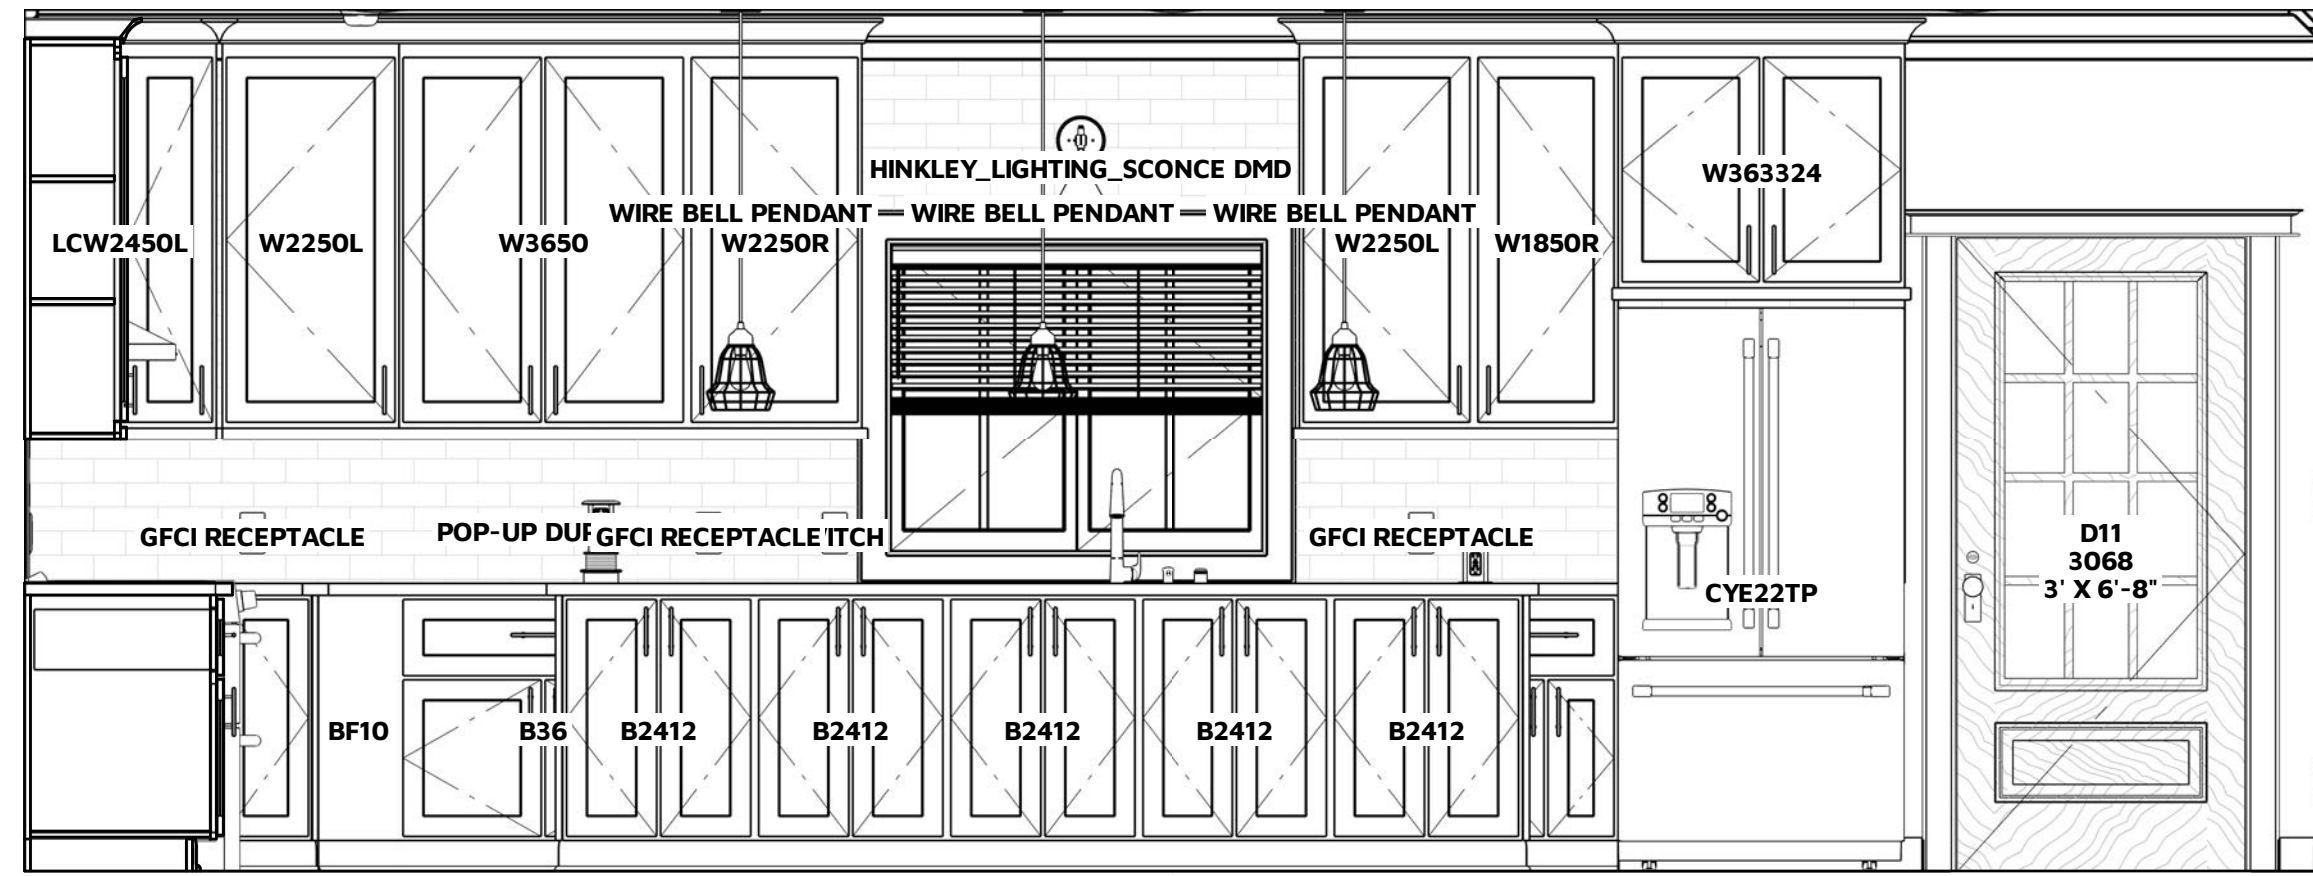 HINKLEY_LIGHTING_SCONCE DMD
W363324
WIRE BELL PENDANT WIRE BELL PENDANT WIRE BELL PENDANT
LCW2450L W2250L W3650 W2250R W2250L W1850R
GFCI RECEPTACLE POP-UP GFCI RECEPTACLE GFCI RECEPTACLE
D11
3068
3' X 6'-8"
CYE22TP
BF10 B36 B2412 B2412 B2412 B2412 B2412